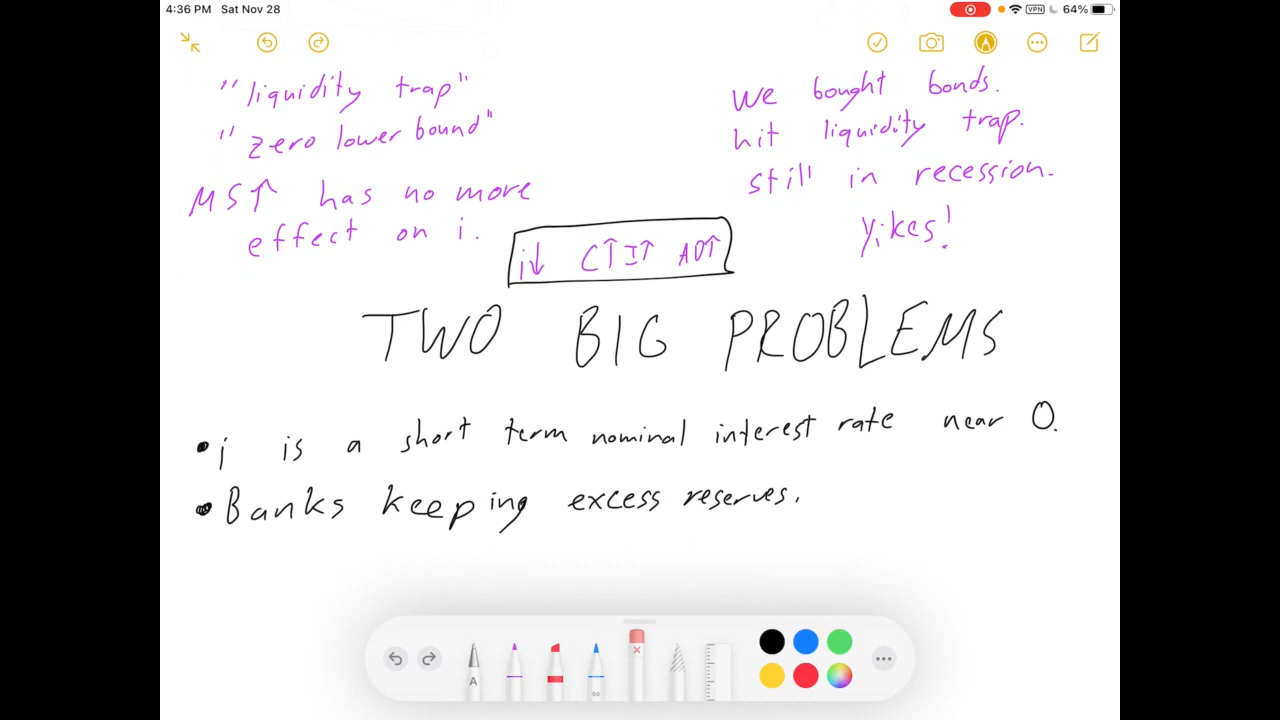 4:36 PM Sat Nov 28
VPN 64%
"liquidity trap"
"zero lower bound"
MS↑ has no more
effect on i.
We bought bonds.
hit liquidity trap.
still in recession.
Yikes!
i↓ C↑ I↑ AD↑
TWO BIG PROBLEMS
• i is a short term nominal interest rate near 0.
• Banks keeping excess reserves.
A
50